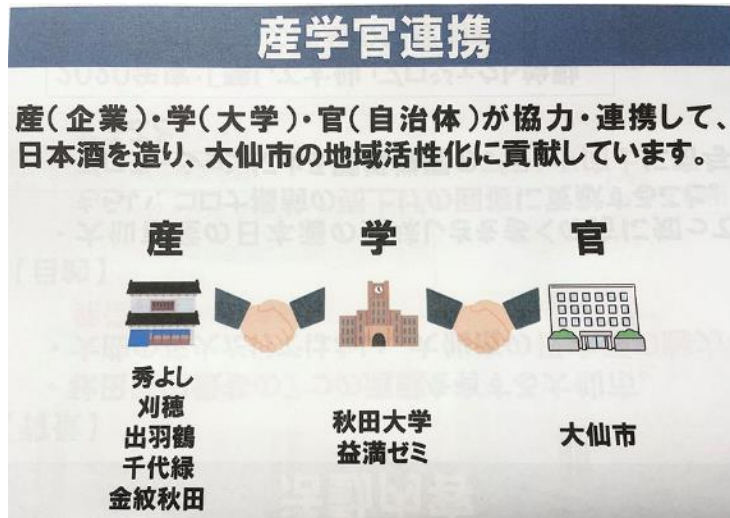 産学官連携
産(企業)・学(大学)・官(自治体)が協力・連携して、
日本酒を造り、大仙市の地域活性化に貢献しています。
産 学 官
秀よし
刈穂
出羽鶴
千代緑
金紋秋田
秋田大学
益満ゼミ
大仙市